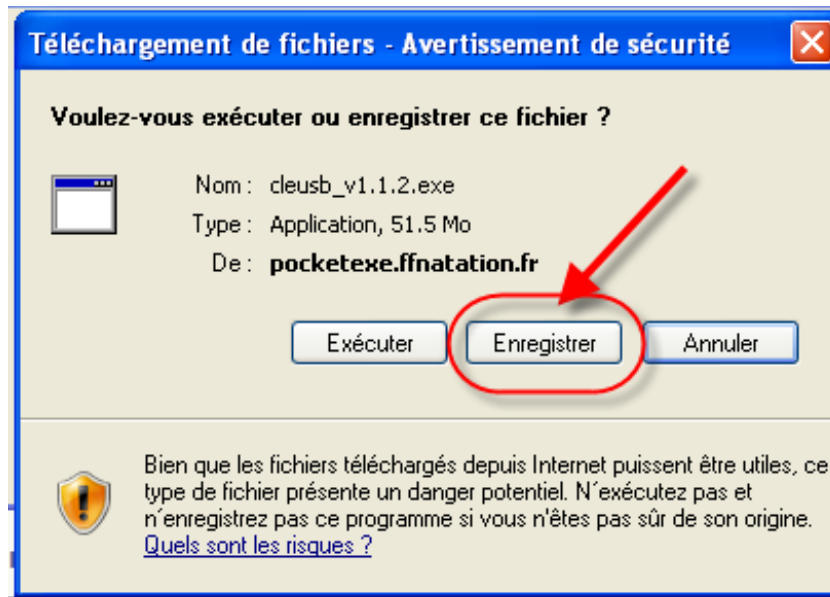 Téléchargement de fichiers - Avertissement de sécurité
Voulez-vous exécuter ou enregistrer ce fichier ?
Nom : cleusb_v1.1.2.exe
Type : Application, 51.5 Mo
De : pocketexe.ffnatation.fr
Exécuter Enregistrer Annuler
Bien que les fichiers téléchargés depuis Internet puissent être utiles, ce
type de fichier présente un danger potentiel. N´exécutez pas et
n´enregistrez pas ce programme si vous n'êtes pas sûr de son origine.
Quels sont les risques ?